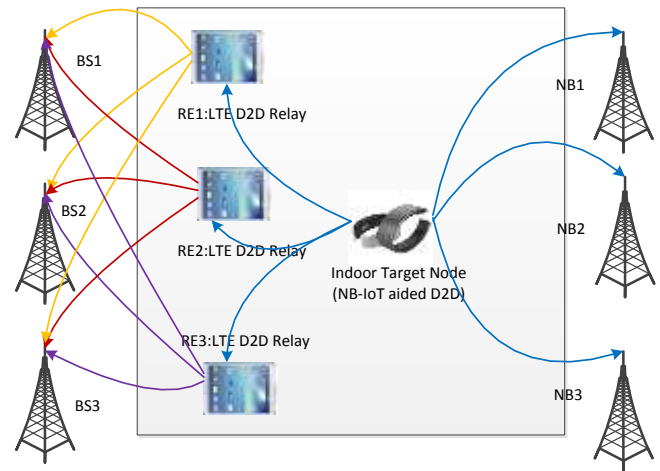 BS1
RE1:LTE D2D Relay
NB1
BS2
RE2:LTE D2D Relay
NB2
Indoor Target Node
(NB-IoT aided D2D)
RE3:LTE D2D Relay
BS3
NB3